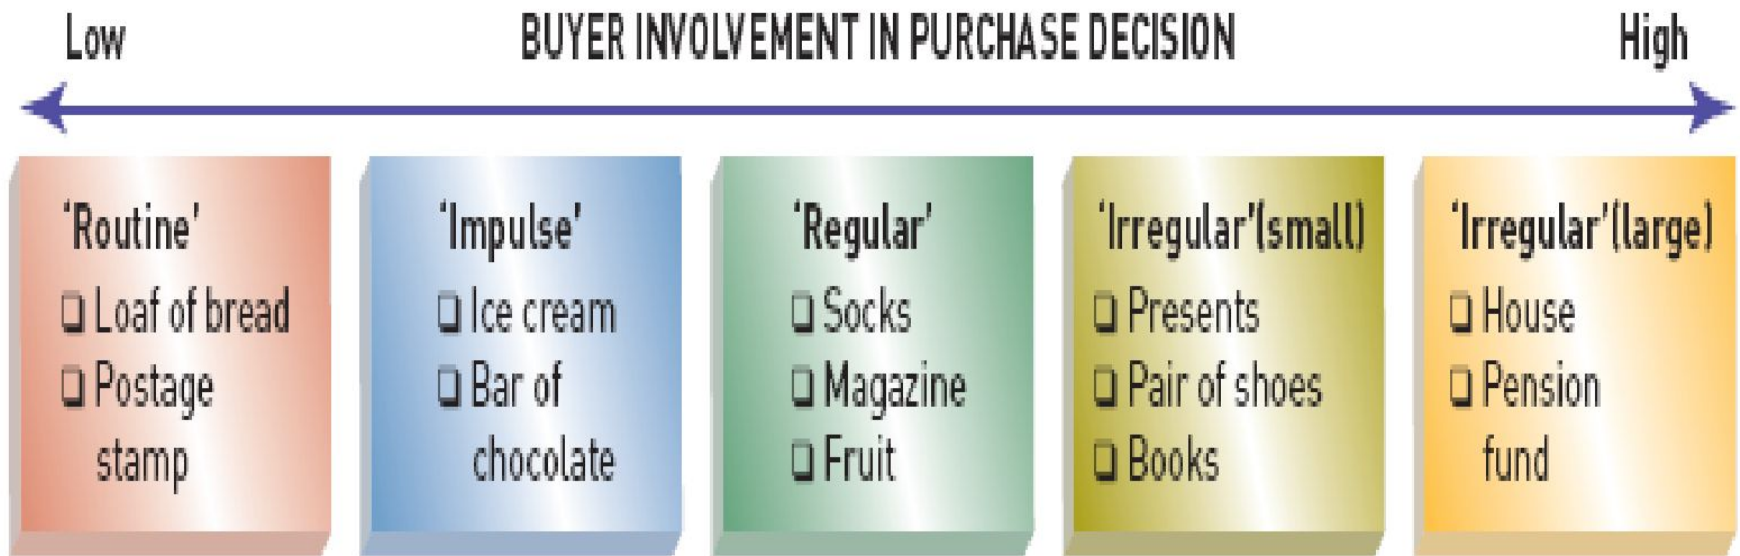 Low BUYER INVOLVEMENT IN PURCHASE DECISION High
‘Routine’
❑ Loaf of bread
❑ Postage
stamp
‘Impulse’
❑ Ice cream
❑ Bar of
chocolate
‘Regular’
❑ Socks
❑ Magazine
❑ Fruit
‘Irregular’(small)
❑ Presents
❑ Pair of shoes
❑ Books
‘Irregular’(large)
❑ House
❑ Pension
fund